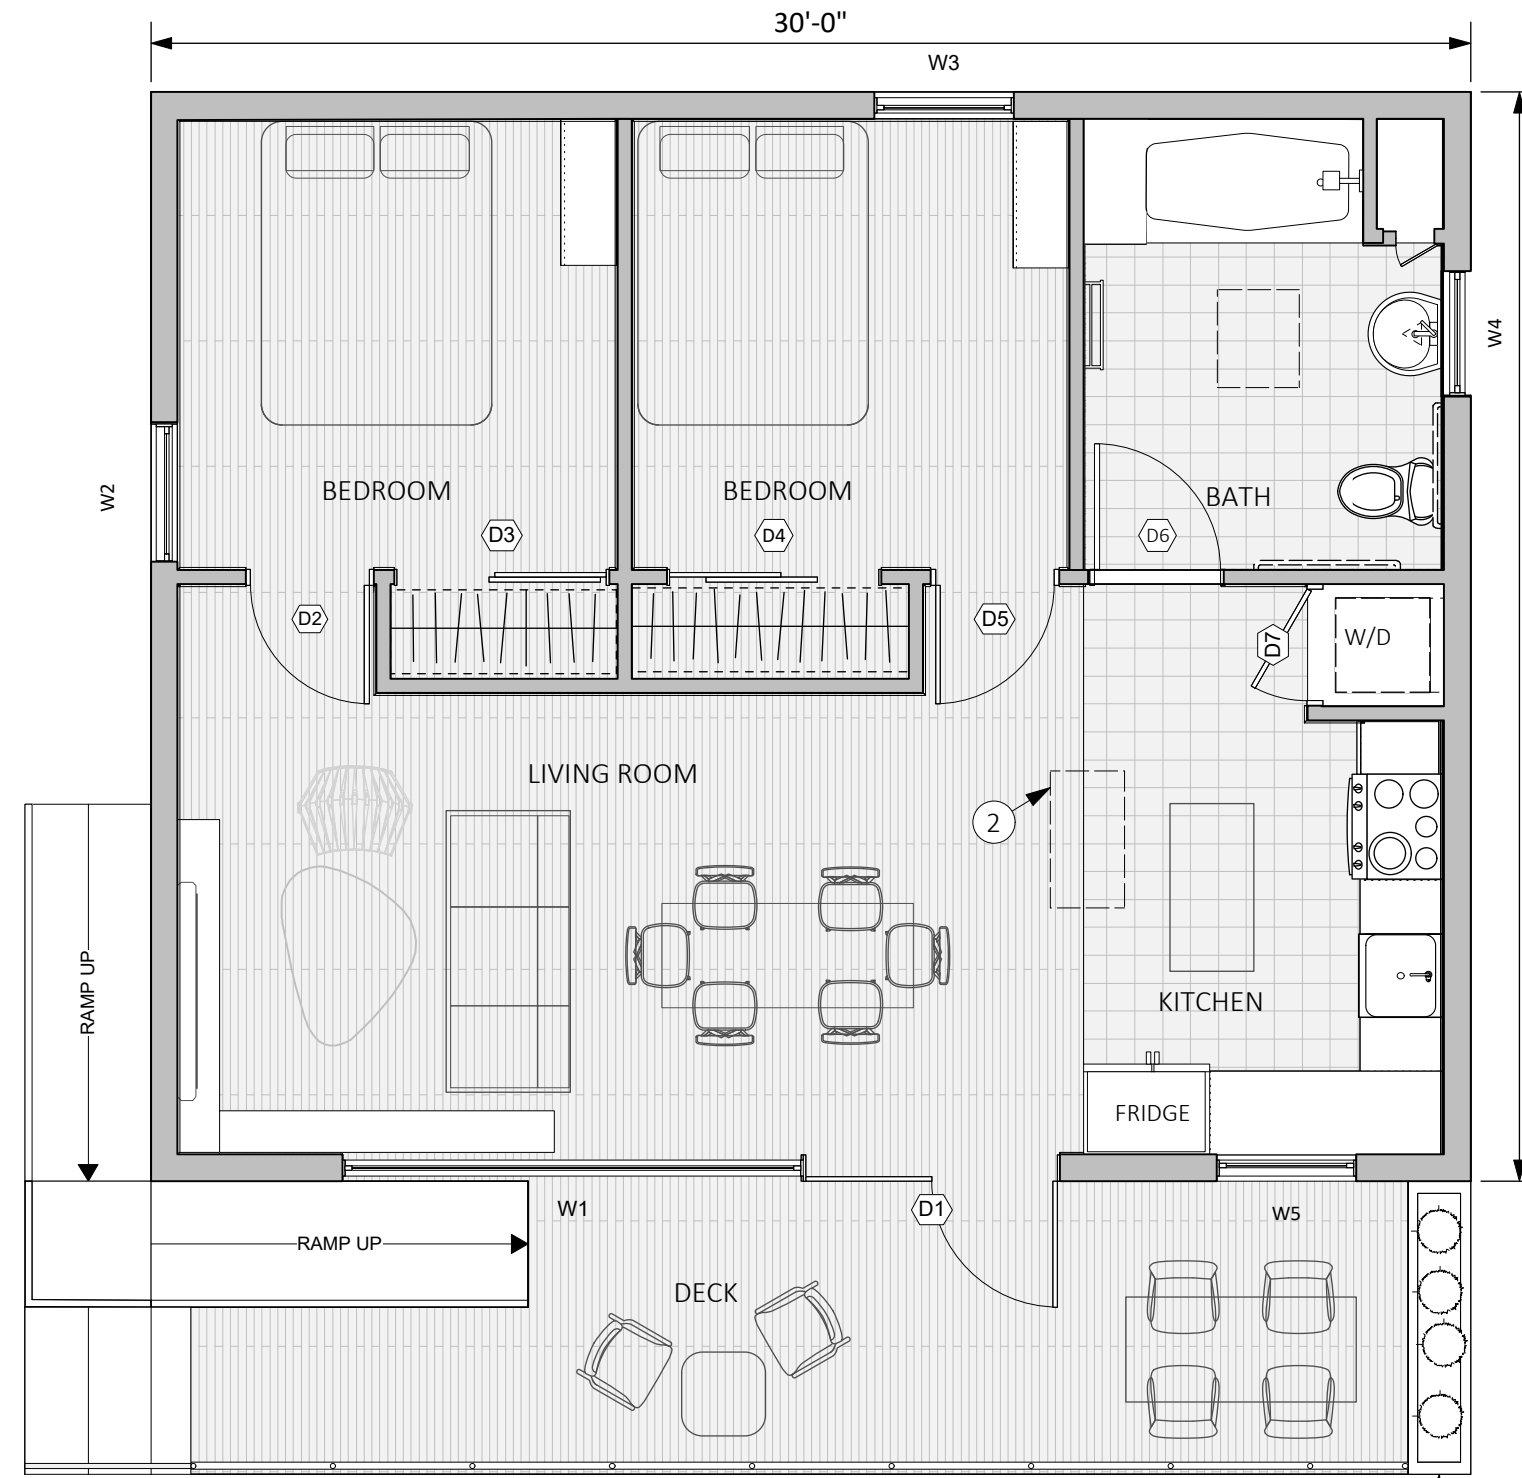 30'-0"
W3
W4
W2
BEDROOM
BEDROOM
BATH
D3
D4
D6
D2
D5
D7
W/D
LIVING ROOM
2
RAMP UP
KITCHEN
FRIDGE
W1
D1
W5
RAMP UP
DECK